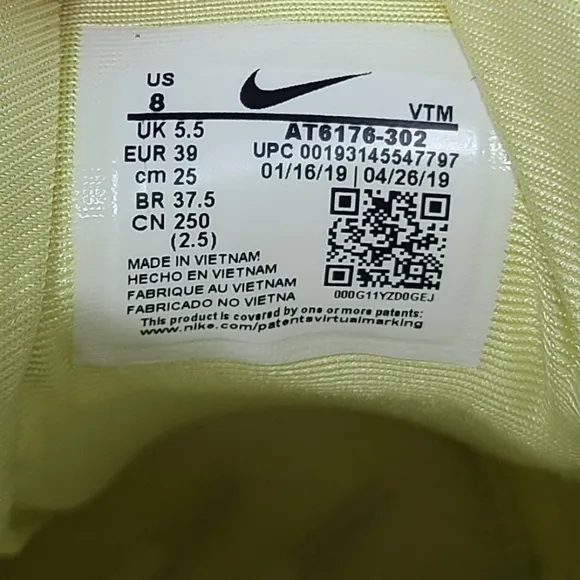 US
8
VTM
UK 5.5
EUR 39
cm 25
BR 37.5
CN 250
(2.5)
AT6176-302
UPC 00193145547797
01/16/19 | 04/26/19
000G11YZD0GEJ
MADE IN VIETNAM
HECHO EN VIETNAM
FABRIQUE AU VIETNAM
FABRICADO NO VIETNA
This product is covered by one or more patents:
www.nike.com/patentsvirtualmarking